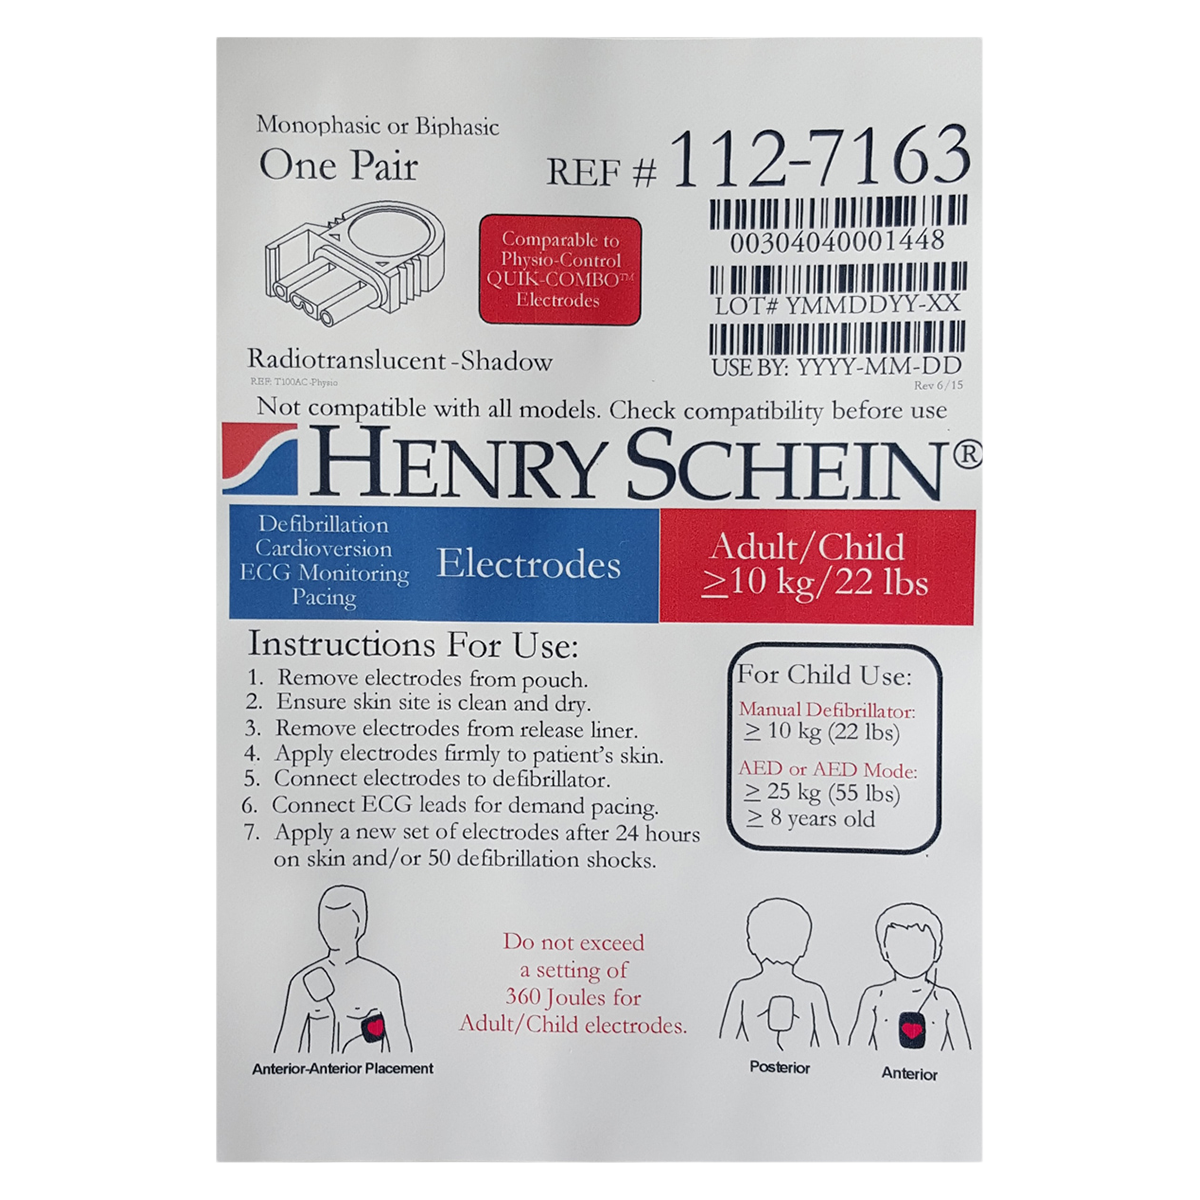 Monophasic or Biphasic
One Pair
REF # 112-7163
00304040001448
Comparable to
Physio-Control
QUIK-COMBO™
Electrodes
LOT# YMMDDYY-XX
USE BY: YYYY-MM-DD
Rev 6/15
Radiotranslucent -Shadow
REF: T100AC-Physio
Not compatible with all models. Check compatibility before use
HENRY SCHEIN®
Defibrillation
Cardioversion
ECG Monitoring
Pacing
Electrodes
Adult/Child
≥10 kg/22 lbs
Instructions For Use:
1. Remove electrodes from pouch.
2. Ensure skin site is clean and dry.
3. Remove electrodes from release liner.
4. Apply electrodes firmly to patient's skin.
5. Connect electrodes to defibrillator.
6. Connect ECG leads for demand pacing.
7. Apply a new set of electrodes after 24 hours
on skin and/or 50 defibrillation shocks.
For Child Use:
Manual Defibrillator:
≥ 10 kg (22 lbs)
AED or AED Mode:
≥ 25 kg (55 lbs)
≥ 8 years old
Do not exceed
a setting of
360 Joules for
Adult/Child electrodes.
Anterior-Anterior Placement
Posterior
Anterior